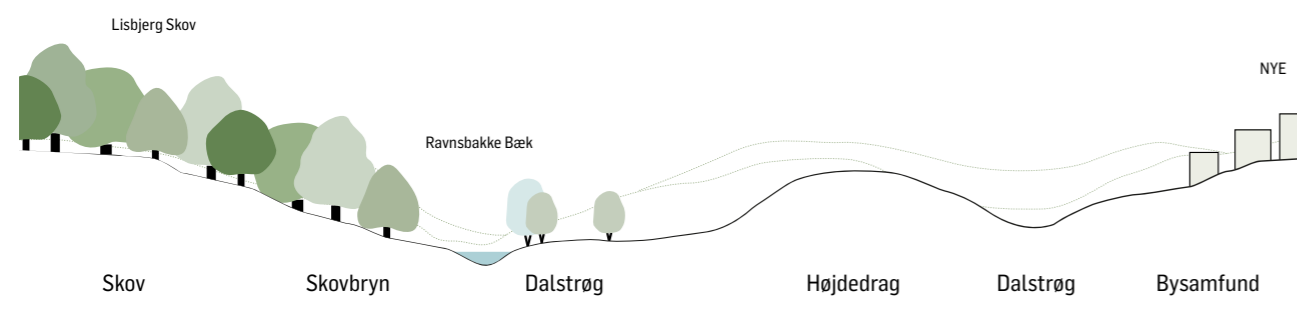 Lisbjerg Skov
NYE
Ravnsbakke Bæk
Skov
Skovbryn
Dalstrøg
Højdedrag
Dalstrøg
Bysamfund